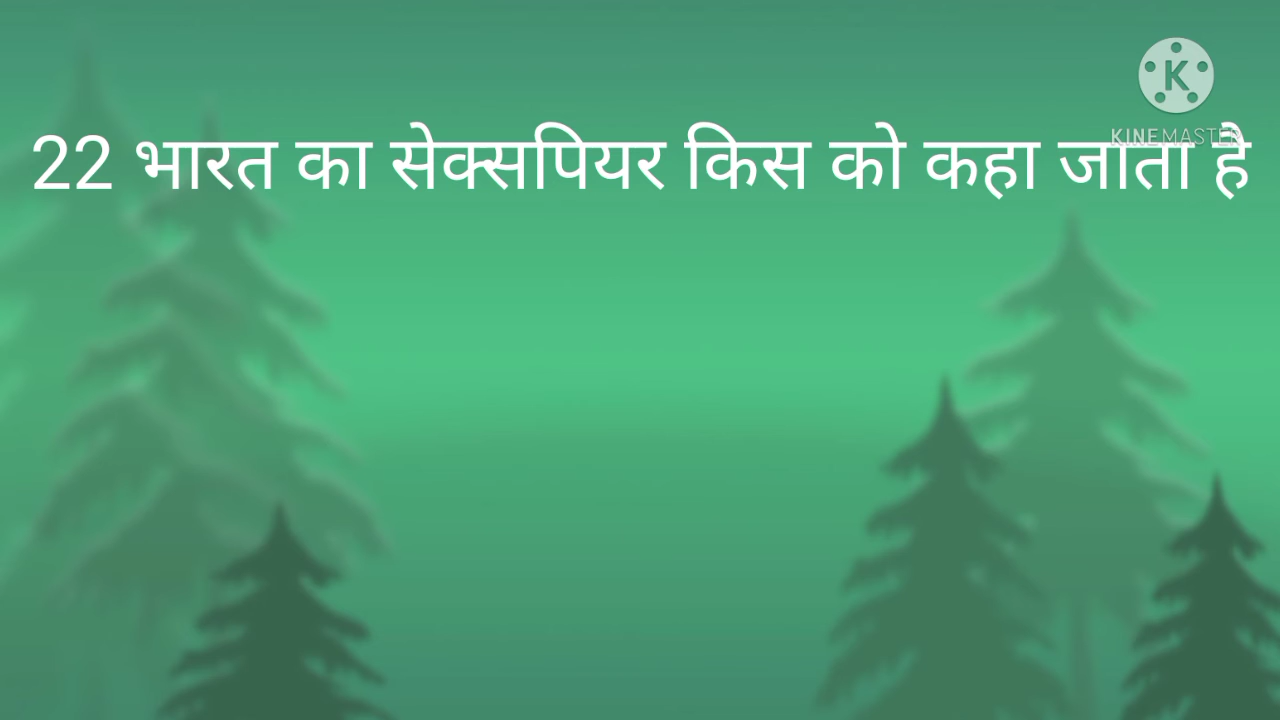 KINEMASTER
22 भारत का सेक्सपियर किस को कहा जाता है